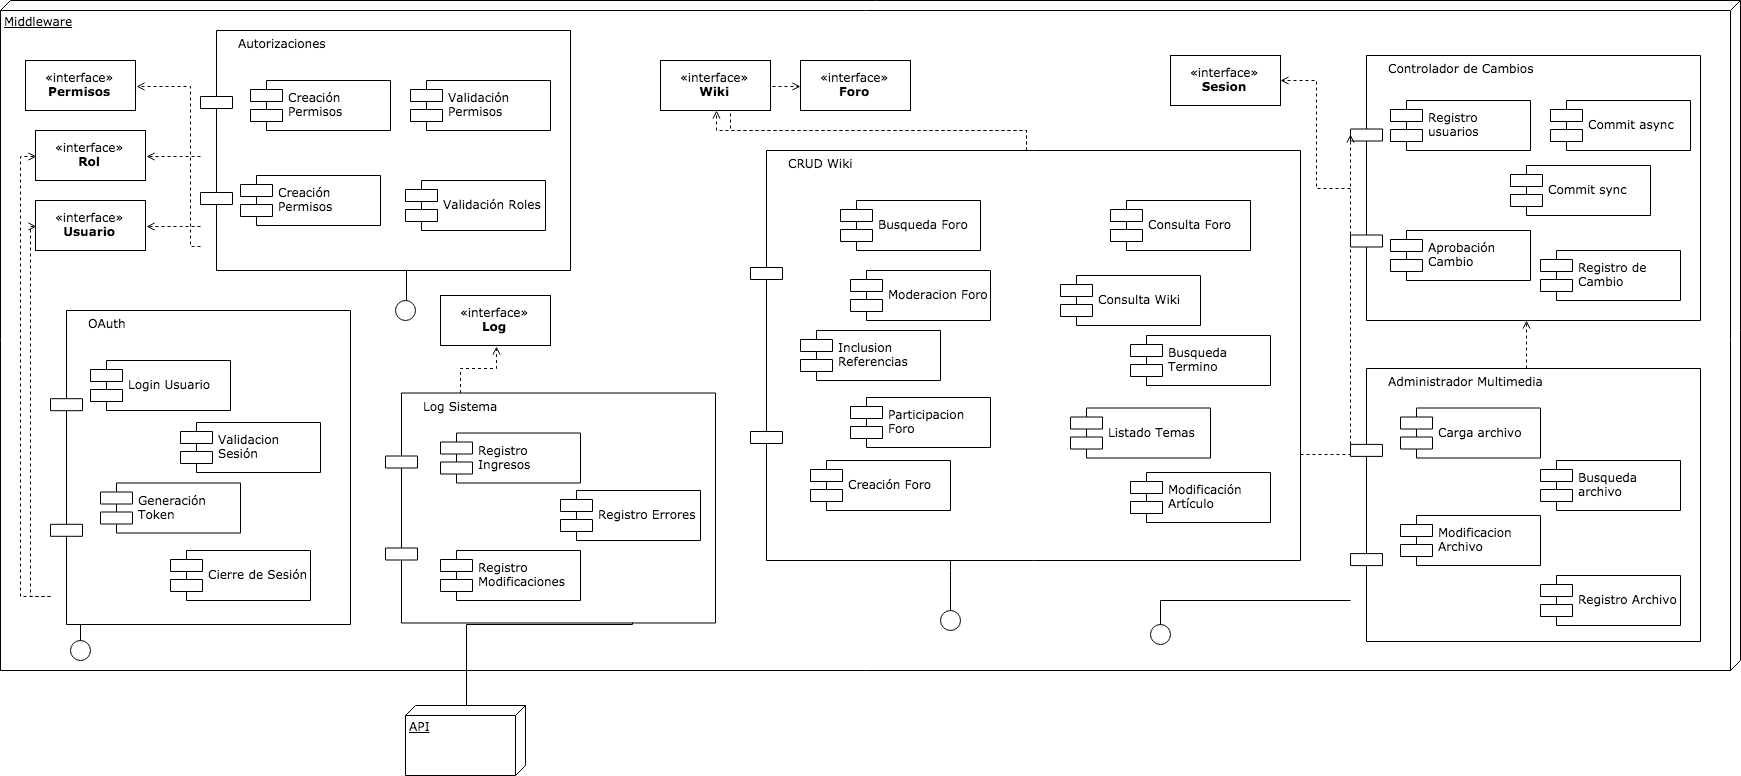 Middleware
Autorizaciones
«interface»
Permisos
Creación
Permisos
Validación
Permisos
«interface»
Rol
Creación
Permisos
Validación Roles
«interface»
Usuario
OAuth
Login Usuario
Validacion
Sesión
Generación
Token
Cierre de Sesión
«interface»
Log
Log Sistema
Registro
Ingresos
Registro Errores
Registro
Modificaciones
«interface»
Wiki
«interface»
Foro
CRUD Wiki
Busqueda Foro
Consulta Foro
Moderacion Foro
Consulta Wiki
Inclusion
Referencias
Busqueda
Termino
Participacion
Foro
Listado Temas
Creación Foro
Modificación
Artículo
«interface»
Sesion
Controlador de Cambios
Registro
usuarios
Commit async
Commit sync
Aprobación
Cambio
Registro de
Cambio
Administrador Multimedia
Carga archivo
Busqueda
archivo
Modificacion
Archivo
Registro Archivo
API